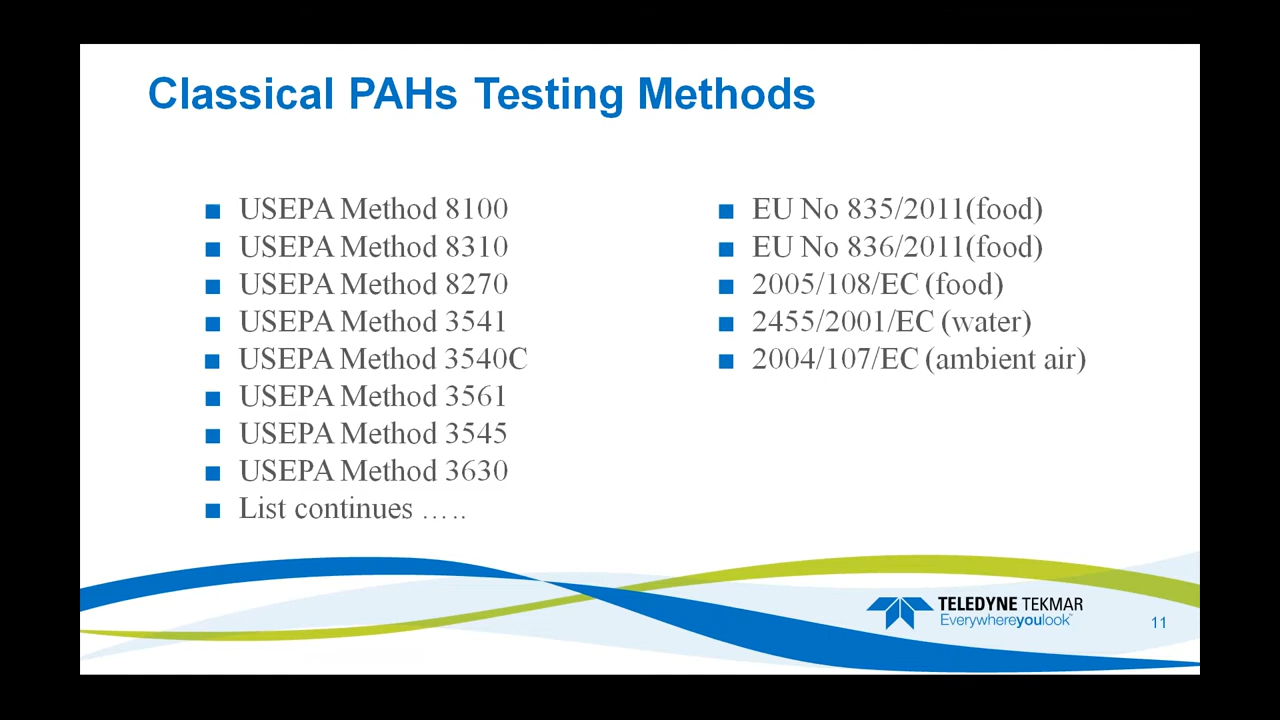 Classical PAHs Testing Methods
USEPA Method 8100
USEPA Method 8310
USEPA Method 8270
USEPA Method 3541
USEPA Method 3540C
USEPA Method 3561
USEPA Method 3545
USEPA Method 3630
List continues …..
EU No 835/2011(food)
EU No 836/2011(food)
2005/108/EC (food)
2455/2001/EC (water)
2004/107/EC (ambient air)
TELEDYNE TEKMAR
Everywhereyoulook™
11